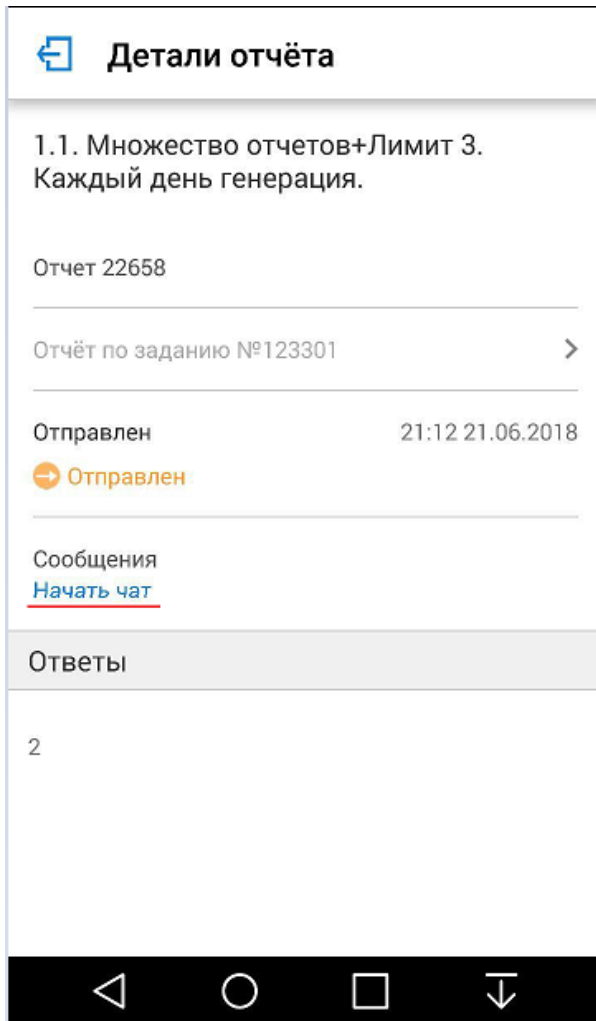 Детали отчёта
1.1. Множество отчетов+Лимит 3.
Каждый день генерация.
Отчет 22658
Отчёт по заданию №123301
Отправлен 21:12 21.06.2018
Отправлен
Сообщения
Начать чат
Ответы
2